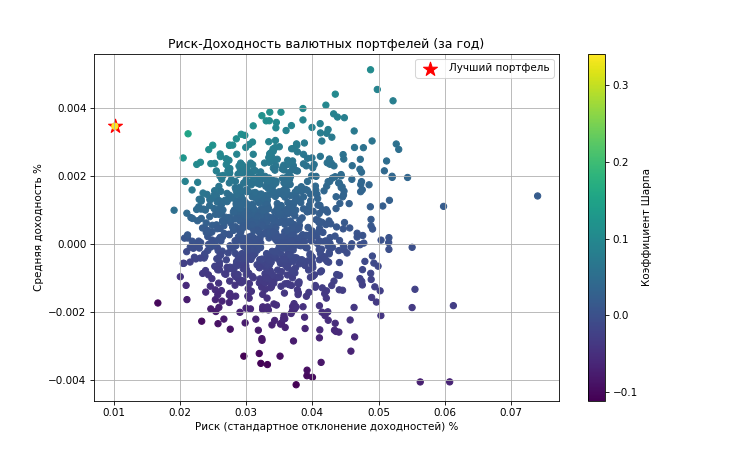 Риск-Доходность валютных портфелей (за год)
Лучший портфель
Средняя доходность %
0.004
0.002
0.000
−0.002
−0.004
0.01 0.02 0.03 0.04 0.05 0.06 0.07
Риск (стандартное отклонение доходностей) %
0.3
0.2
0.1
0.0
−0.1
Коэффициент Шарпа